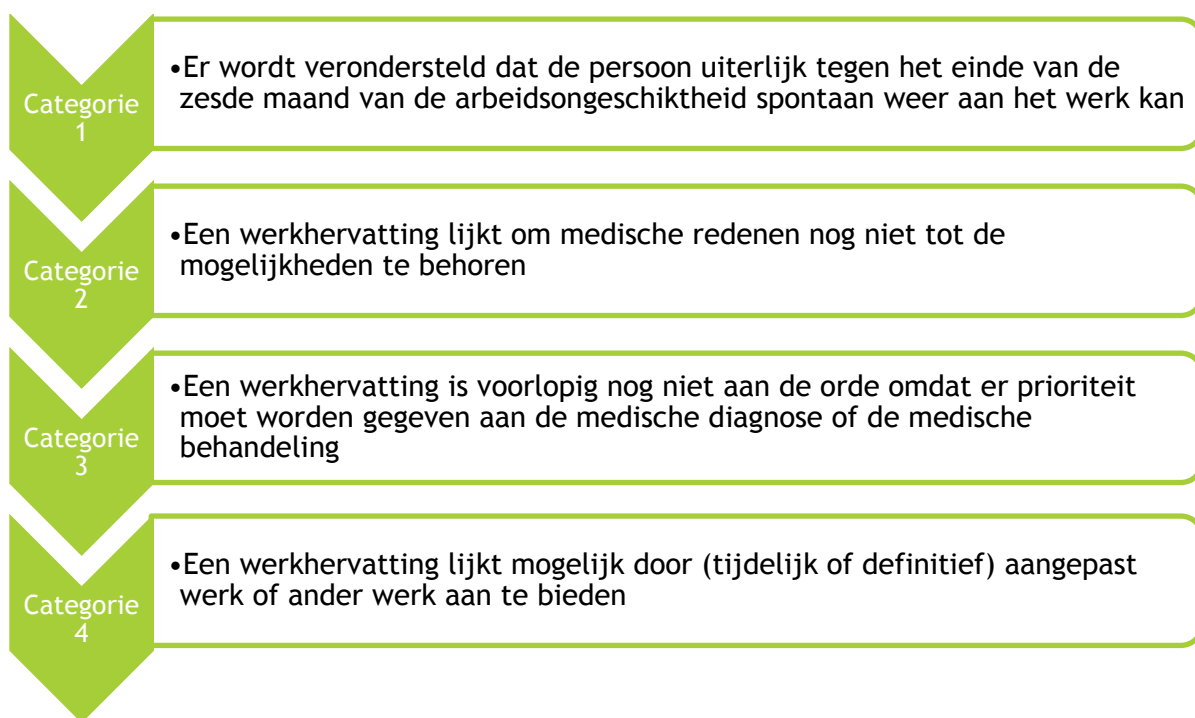 Categorie
1
•Er wordt verondersteld dat de persoon uiterlijk tegen het einde van de
zesde maand van de arbeidsongeschiktheid spontaan weer aan het werk kan
Categorie
2
•Een werkhervatting lijkt om medische redenen nog niet tot de
mogelijkheden te behoren
Categorie
3
•Een werkhervatting is voorlopig nog niet aan de orde omdat er prioriteit
moet worden gegeven aan de medische diagnose of de medische
behandeling
Categorie
4
•Een werkhervatting lijkt mogelijk door (tijdelijk of definitief) aangepast
werk of ander werk aan te bieden